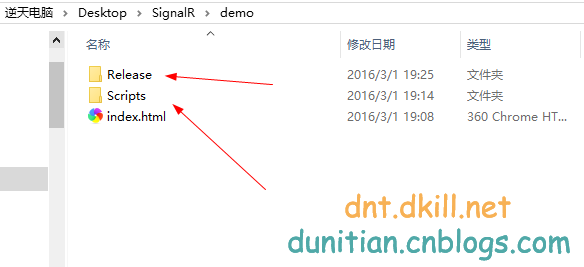 逆天电脑 > Desktop > SignalR > demo
名称 修改日期 类型
Release 2016/3/1 19:25 文件夹
Scripts 2016/3/1 19:14 文件夹
index.html 2016/3/1 19:08 360 Chrome HT...
dnt.dkill.net
dunitian.cnblogs.com